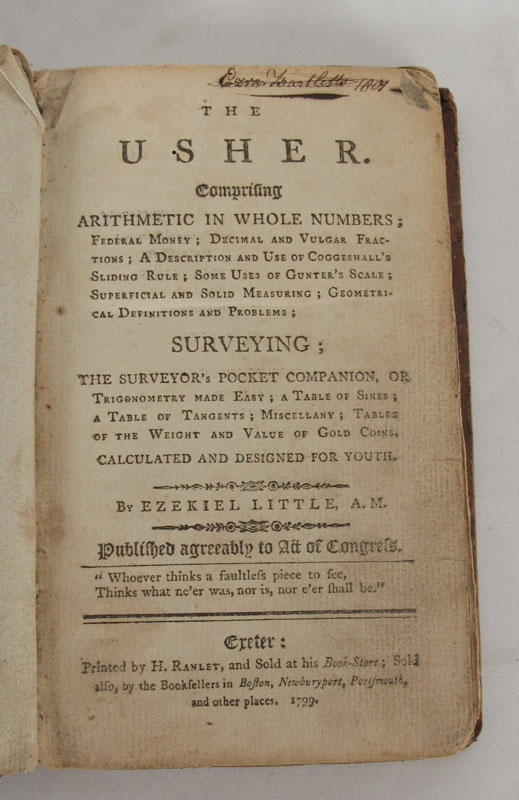 Ezra Bartletts 1801
THE
USHER.
Compriſing
ARITHMETIC IN WHOLE NUMBERS;
FEDERAL MONEY; DECIMAL AND VULGAR FRAC-
TIONS; A DESCRIPTION AND USE OF COGGESHALL'S
SLIDING RULE; SOME USES OF GUNTER'S SCALE;
SUPERFICIAL AND SOLID MEASURING; GEOMETRI-
CAL DEFINITIONS AND PROBLEMS;
SURVEYING;
THE SURVEYOR's POCKET COMPANION, OR
TRIGONOMETRY MADE EASY; A TABLE OF SINES;
A TABLE OF TANGENTS; MISCELLANY; TABLES
OF THE WEIGHT AND VALUE OF GOLD COINS.
CALCULATED AND DESIGNED FOR YOUTH.
BY EZEKIEL LITTLE, A.M.
Publiſhed agreeably to Act of Congreſs.
"Whoever thinks a faultleſs piece to ſee,
Thinks what ne'er was, nor is, nor e'er ſhall be."
Exeter:
Printed by H. RANLET, and Sold at his Book-Store; Sold
alſo, by the Bookſellers in Boſton, Newburyport, Portſmouth,
and other places. 1799.